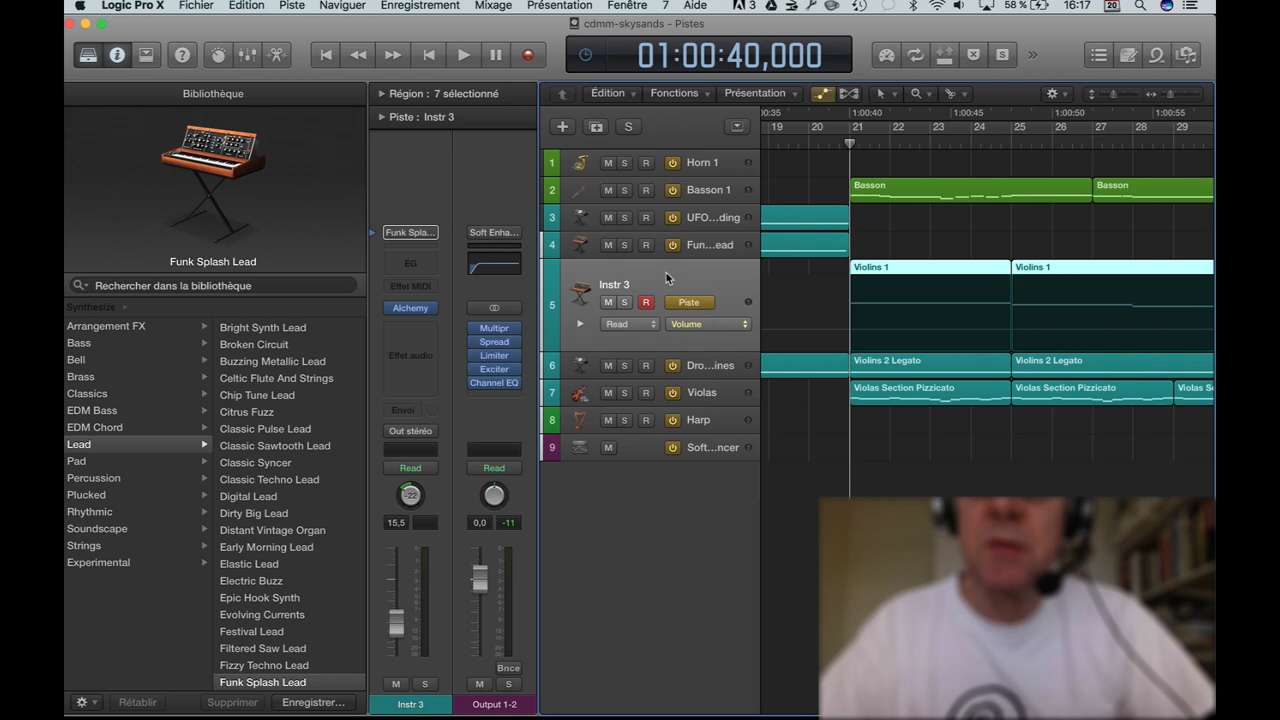 Logic Pro X Fichier Edition Piste Naviguer Enregistrement Mixage Présentation Fenêtre 7 Aide 3 58 % 16:17 20
cdmm-skysands - Pistes
01:00:40,000
S
Bibliothèque
Région : 7 sélectionné
Piste : Instr 3
Édition Fonctions Présentation
S
1:00:40 1:00:45 1:00:50 1:00:55
19 20 21 22 23 24 25 26 27 28 29
Funk Splash Lead
Rechercher dans la bibliothèque
Synthesize
Arrangement FX
Bass
Bell
Brass
Classics
EDM Bass
EDM Chord
Lead
Pad
Percussion
Plucked
Rhythmic
Soundscape
Strings
Experimental
Bright Synth Lead
Broken Circuit
Buzzing Metallic Lead
Celtic Flute And Strings
Chip Tune Lead
Citrus Fuzz
Classic Pulse Lead
Classic Sawtooth Lead
Classic Syncer
Classic Techno Lead
Digital Lead
Dirty Big Lead
Distant Vintage Organ
Early Morning Lead
Elastic Lead
Electric Buzz
Epic Hook Synth
Evolving Currents
Festival Lead
Filtered Saw Lead
Fizzy Techno Lead
Funk Splash Lead
Rétablir Supprimer Enregistrer...
Funk Spla...
ÉG
Effet MIDI
Alchemy
Effet audio
Envoi
Out stéréo
Read
-22
15,5
M S
Instr 3
Soft Enha...
Multipr
Spread
Limiter
Exciter
Channel EQ
Read
0,0 -11
Bnce
M S
Output 1-2
1 M S R Horn 1
2 M S R Basson 1
3 M S R UFO...ding
4 M S R Fun...ead
5 Instr 3
M S R Piste
Read Volume
6 M S R Dro...ines
7 M S R Violas
8 M S R Harp
9 M Soft...ncer
Basson Basson
Violins 1 Violins 1
Violins 2 Legato Violins 2 Legato
Violas Section Pizzicato Violas Section Pizzicato Violas S